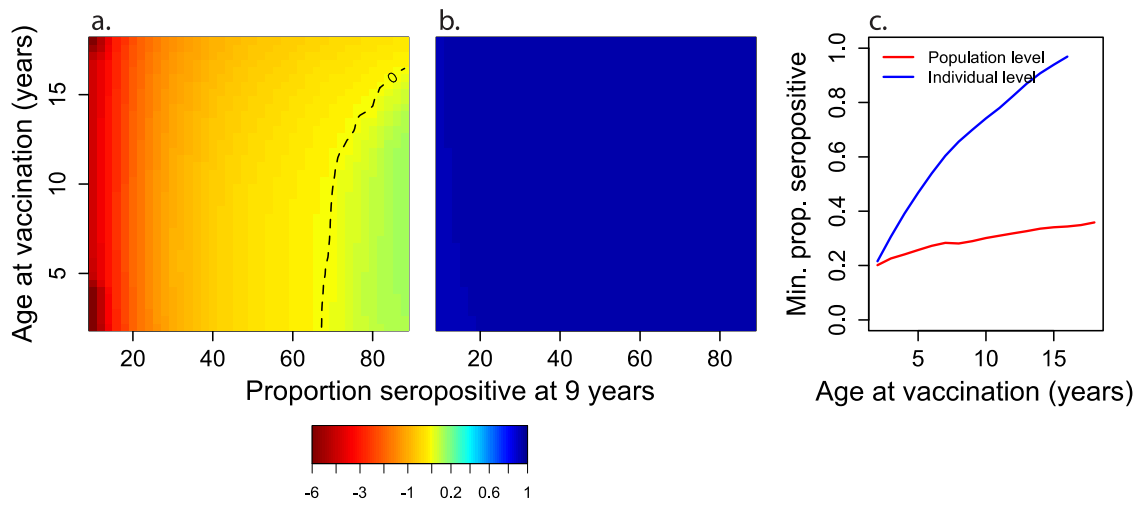 a.
Age at vaccination (years)
5 10 15
0
20 40 60 80
b.
20 40 60 80
Proportion seropositive at 9 years
-6 -3 -1 0.2 0.6 1
c.
Min. prop. seropositive
0.0 0.2 0.4 0.6 0.8 1.0
Population level
Individual level
5 10 15
Age at vaccination (years)